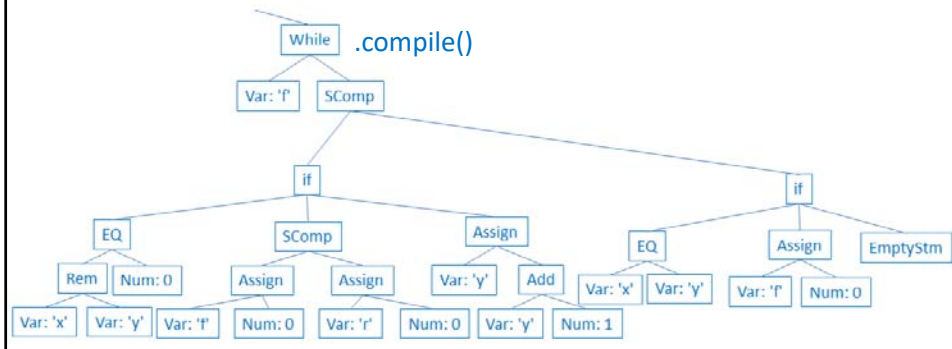 While .compile()
Var: 'f' SComp
if if
EQ SComp Assign EQ Assign EmptyStm
Rem Num: 0 Assign Assign Var: 'y' Add Var: 'x' Var: 'y' Var: 'f' Num: 0
Var: 'x' Var: 'y' Var: 'f' Num: 0 Var: 'r' Num: 0 Var: 'y' Num: 1